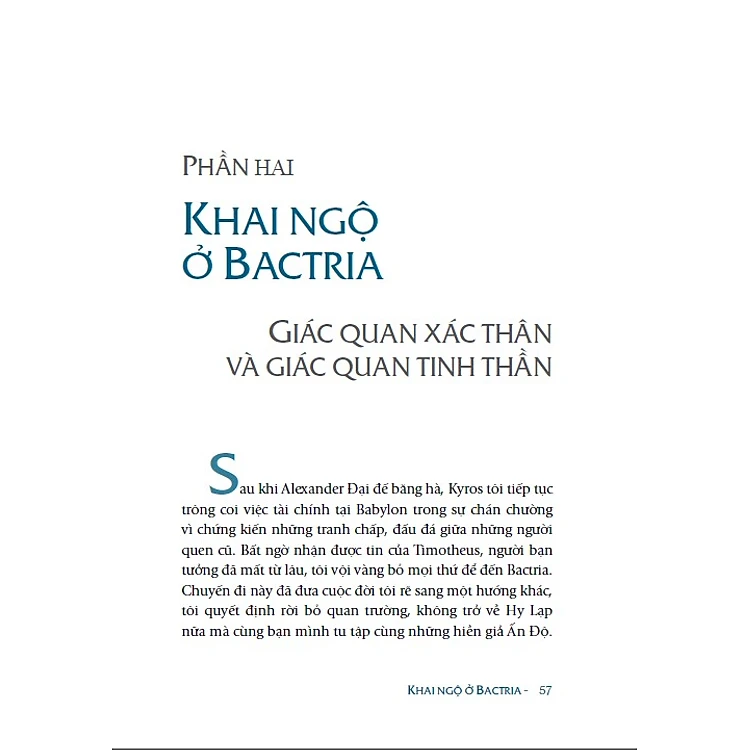 PHẦN HAI
KHAI NGỘ
Ở BACTRIA
GIÁC QUAN XÁC THÂN
VÀ GIÁC QUAN TINH THẦN
Sau khi Alexander Đại đế băng hà, Kyros tôi tiếp tục
trông coi việc tài chính tại Babylon trong sự chán chường
vì chứng kiến những tranh chấp, đấu đá giữa những người
quen cũ. Bất ngờ nhận được tin của Timotheus, người bạn
tưởng đã mất từ lâu, tôi vội vàng bỏ mọi thứ để đến Bactria.
Chuyến đi này đã đưa cuộc đời tôi rẽ sang một hướng khác,
tôi quyết định rời bỏ quan trường, không trở về Hy Lạp
nữa mà cùng bạn mình tu tập cùng những hiền giả Ấn Độ.
KHAI NGỘ Ở BACTRIA - 57